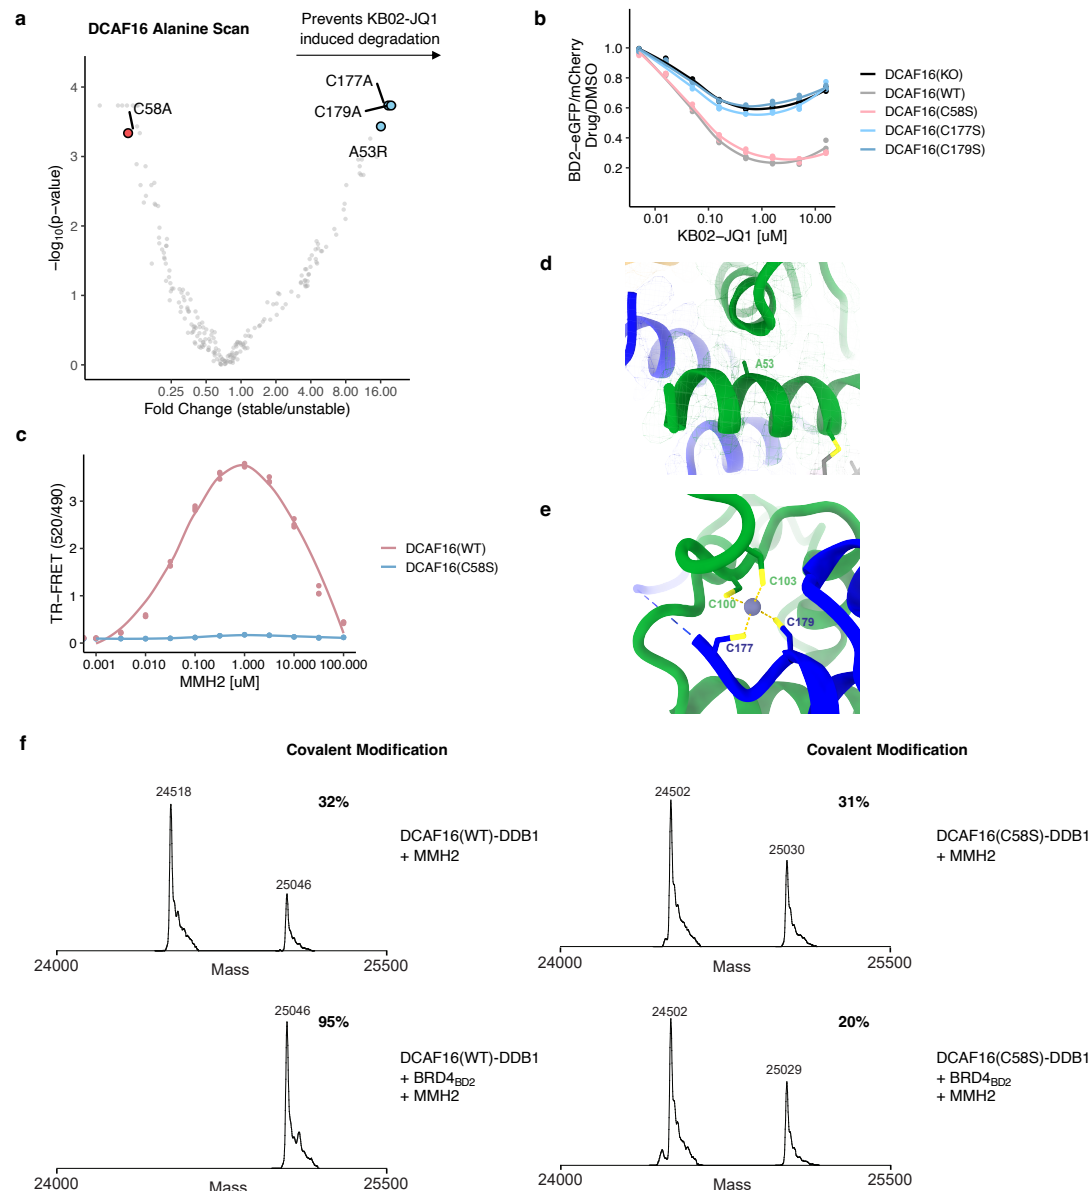 a
DCAF16 Alanine Scan
Prevents KB02-JQ1
induced degradation
C58A
C177A
C179A
A53R
4
3
2
1
0
−log10(p−value)
0.25 0.50 1.00 2.00 4.00 8.00 16.00
Fold Change (stable/unstable)
b
BD2−eGFP/mCherry
Drug/DMSO
1.0
0.8
0.6
0.4
0.2
0.01 0.10 1.00 10.00
KB02−JQ1 [uM]
DCAF16(KO)
DCAF16(WT)
DCAF16(C58S)
DCAF16(C177S)
DCAF16(C179S)
c
TR−FRET (520/490)
3
2
1
0
0.001 0.010 0.100 1.000 10.000 100.000
MMH2 [uM]
DCAF16(WT)
DCAF16(C58S)
d
A53
e
C103
C100
C179
C177
f
Covalent Modification
24518
32%
25046
DCAF16(WT)-DDB1
+ MMH2
24000 Mass 25500
Covalent Modification
24502
31%
25030
DCAF16(C58S)-DDB1
+ MMH2
24000 Mass 25500
25046
95%
DCAF16(WT)-DDB1
+ BRD4BD2
+ MMH2
24000 Mass 25500
24502
20%
25029
DCAF16(C58S)-DDB1
+ BRD4BD2
+ MMH2
24000 Mass 25500